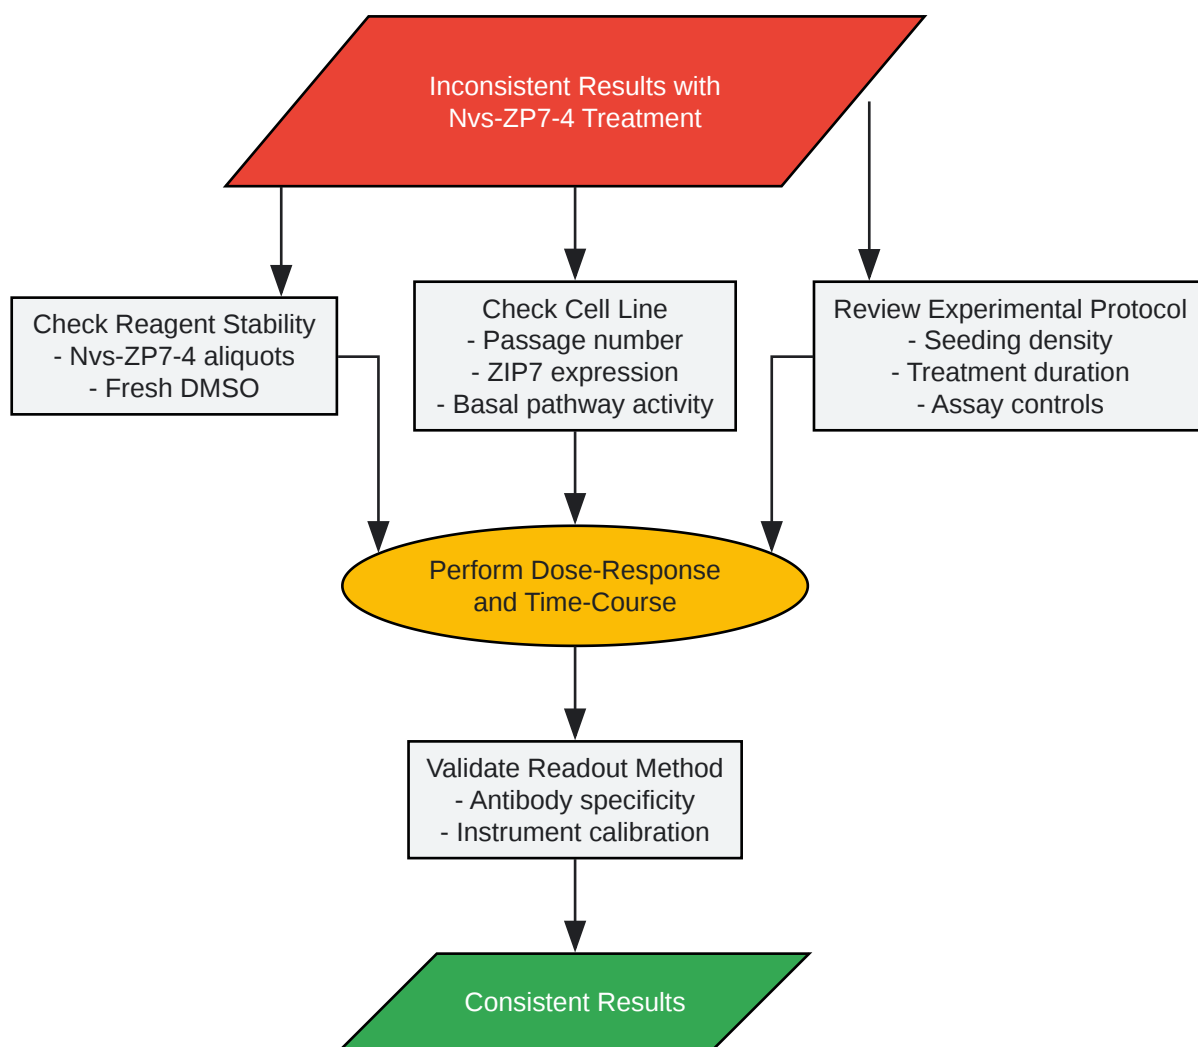 Inconsistent Results with
Nvs-ZP7-4 Treatment
Check Reagent Stability
- Nvs-ZP7-4 aliquots
- Fresh DMSO
Check Cell Line
- Passage number
- ZIP7 expression
- Basal pathway activity
Review Experimental Protocol
- Seeding density
- Treatment duration
- Assay controls
Perform Dose-Response
and Time-Course
Validate Readout Method
- Antibody specificity
- Instrument calibration
Consistent Results